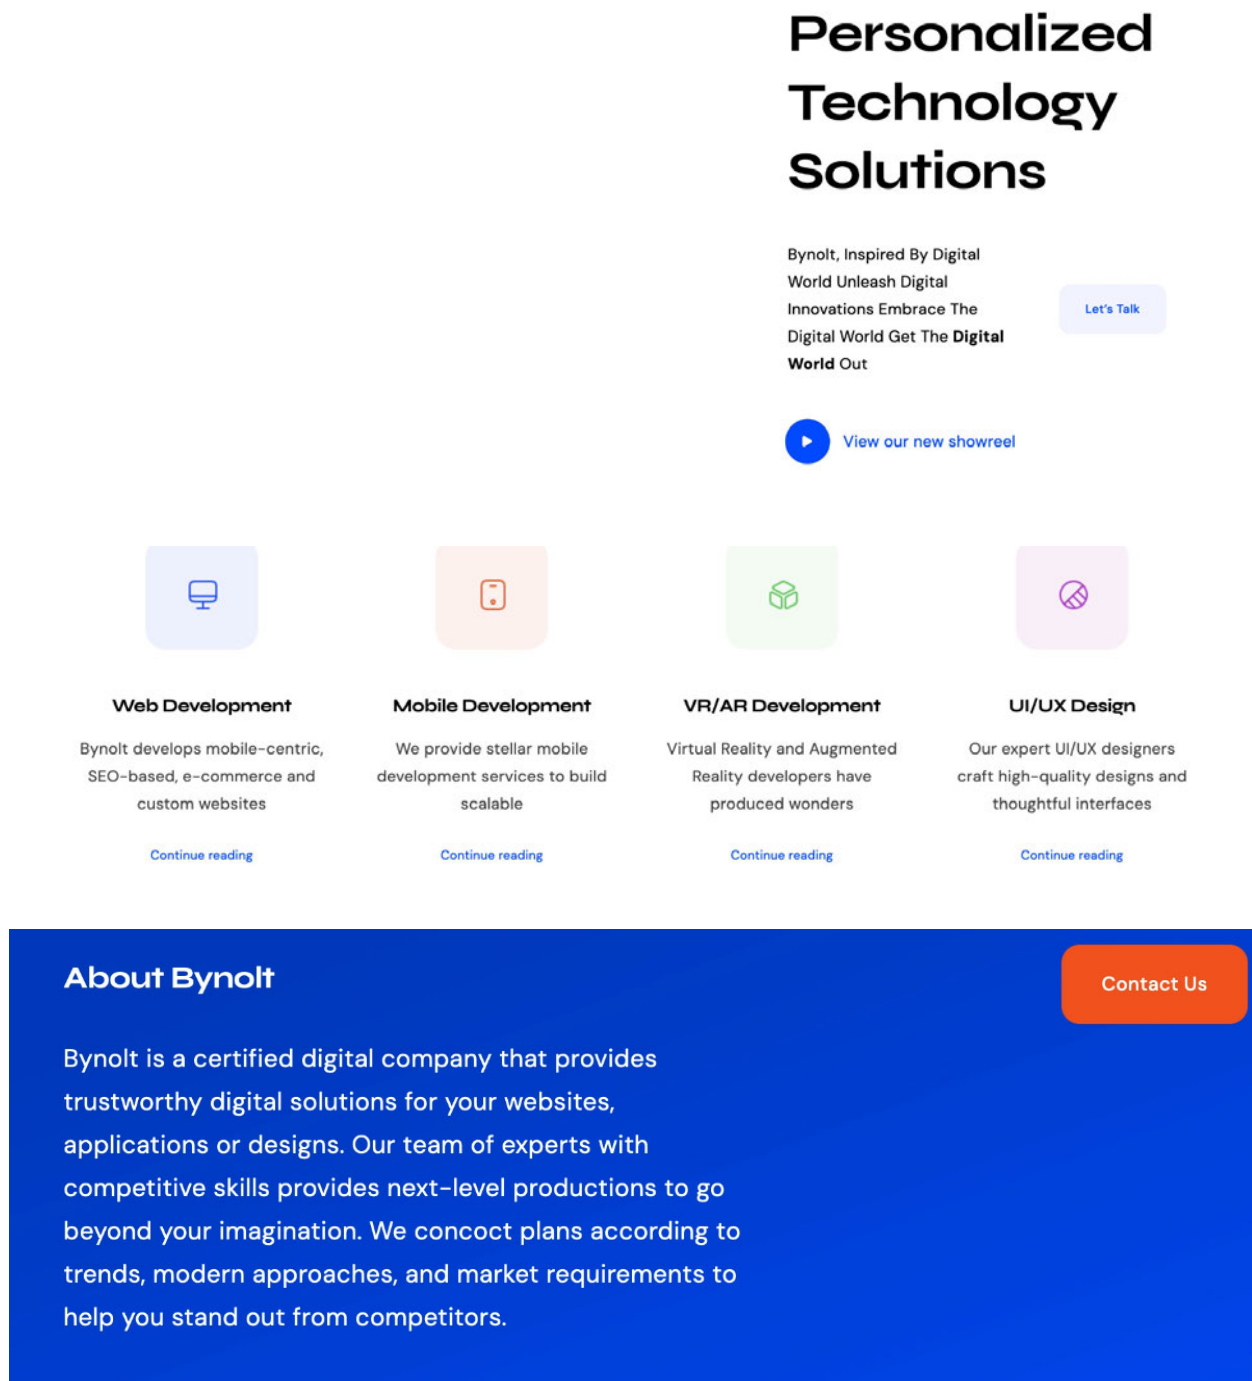 Personalized
Technology
Solutions
Bynolt, Inspired By Digital
World Unleash Digital
Innovations Embrace The
Digital World Get The Digital
World Out
Let's Talk
View our new showreel
Web Development
Bynolt develops mobile-centric,
SEO-based, e-commerce and
custom websites
Continue reading
Mobile Development
We provide stellar mobile
development services to build
scalable
Continue reading
VR/AR Development
Virtual Reality and Augmented
Reality developers have
produced wonders
Continue reading
UI/UX Design
Our expert UI/UX designers
craft high-quality designs and
thoughtful interfaces
Continue reading
About Bynolt
Contact Us
Bynolt is a certified digital company that provides
trustworthy digital solutions for your websites,
applications or designs. Our team of experts with
competitive skills provides next-level productions to go
beyond your imagination. We concoct plans according to
trends, modern approaches, and market requirements to
help you stand out from competitors.